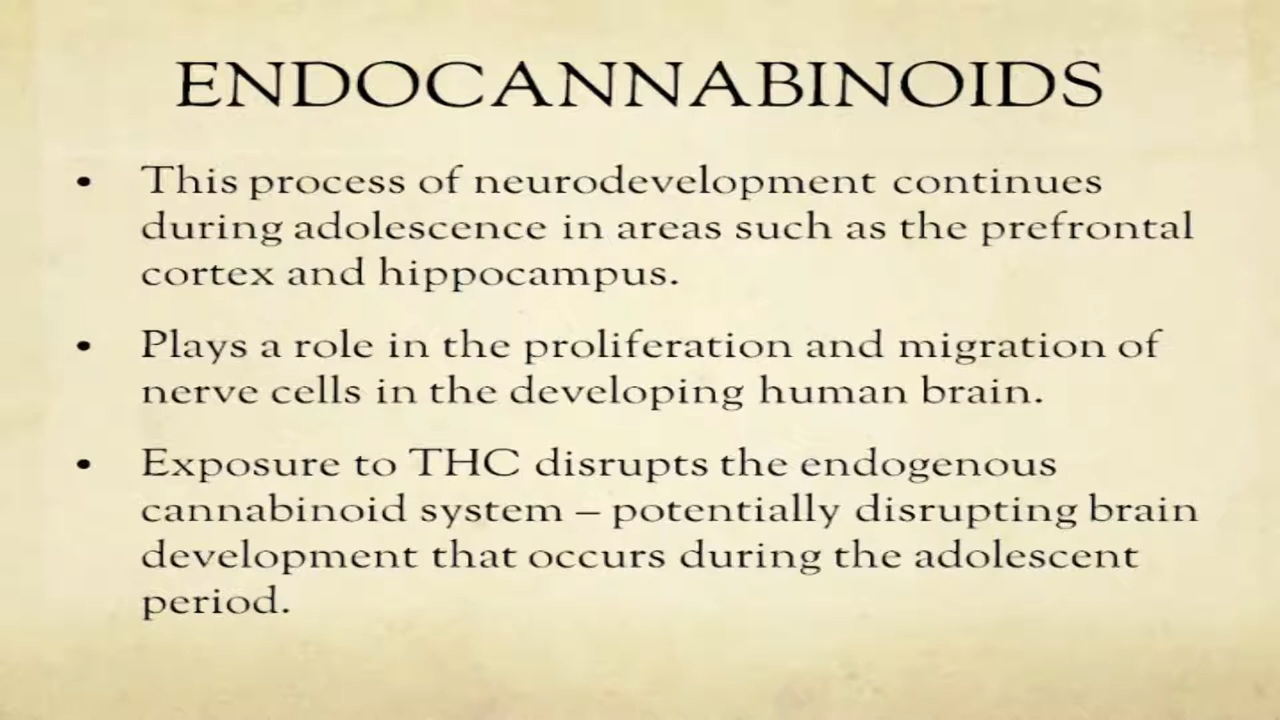 ENDOCANNABINOIDS
• This process of neurodevelopment continues
during adolescence in areas such as the prefrontal
cortex and hippocampus.
• Plays a role in the proliferation and migration of
nerve cells in the developing human brain.
• Exposure to THC disrupts the endogenous
cannabinoid system – potentially disrupting brain
development that occurs during the adolescent
period.